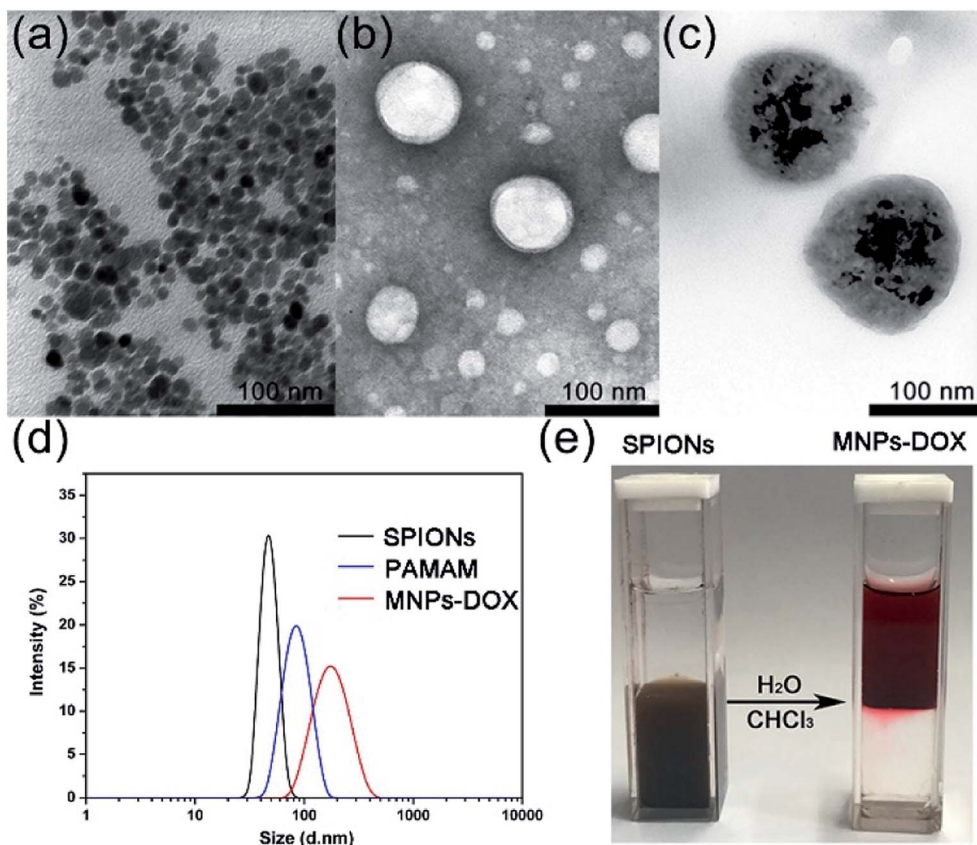 (a)
(b)
(c)
100 nm
100 nm
100 nm
(d)
(e)
SPIONs
PAMAM
MNPs-DOX
Intensity (%)
35
30
25
20
15
10
5
0
1
10
100
1000
10000
Size (d.nm)
SPIONs
MNPs-DOX
H₂O
CHCl₃